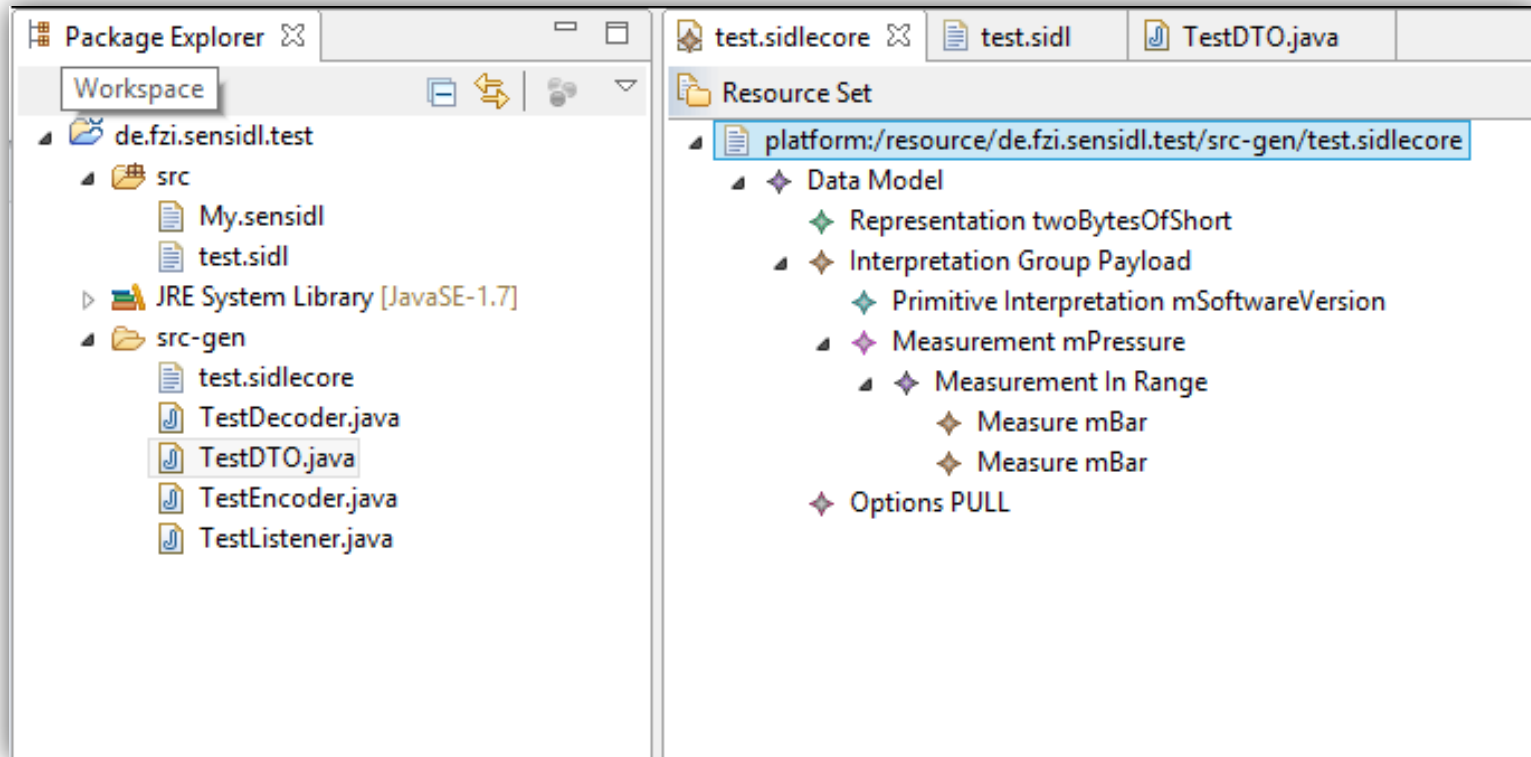 Package Explorer
Workspace
de.fzi.sensidl.test
src
My.sensidl
test.sidl
JRE System Library [JavaSE-1.7]
src-gen
test.sidlecore
TestDecoder.java
TestDTO.java
TestEncoder.java
TestListener.java
test.sidlecore
test.sidl
TestDTO.java
Resource Set
platform:/resource/de.fzi.sensidl.test/src-gen/test.sidlecore
Data Model
Representation twoBytesOfShort
Interpretation Group Payload
Primitive Interpretation mSoftwareVersion
Measurement mPressure
Measurement In Range
Measure mBar
Measure mBar
Options PULL